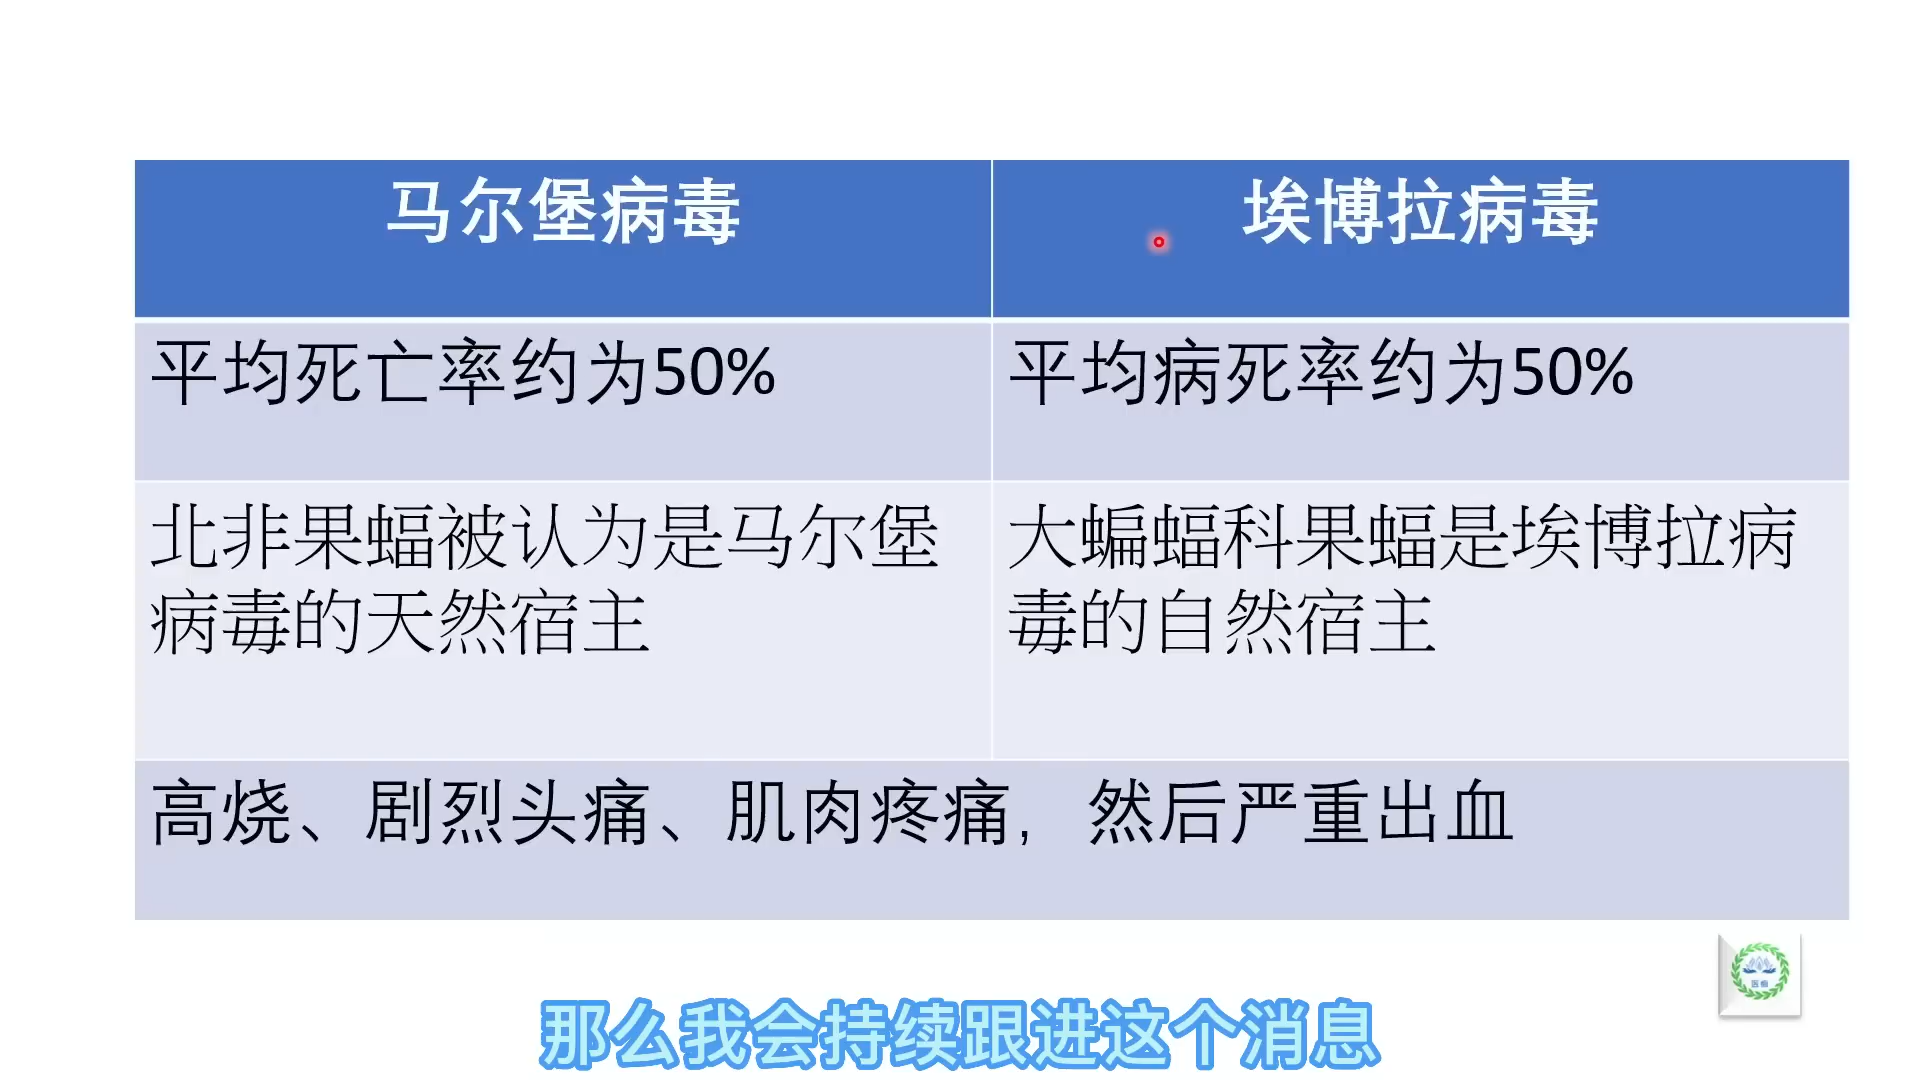 马尔堡病毒
埃博拉病毒
平均死亡率约为50%
平均病死率约为50%
北非果蝠被认为是马尔堡
病毒的天然宿主
大蝙蝠科果蝠是埃博拉病
毒的自然宿主
高烧、剧烈头痛、肌肉疼痛，然后严重出血
那么我会持续跟进这个消息